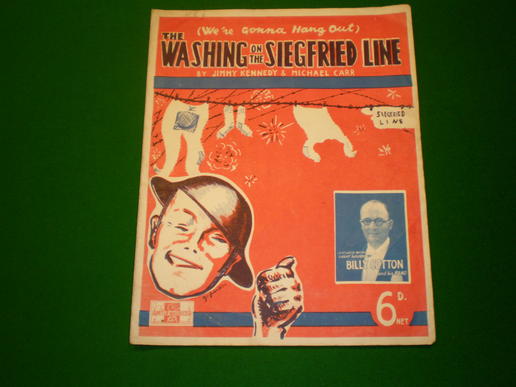 (We're Gonna Hang Out)
THE WASHING ON THE SIEGFRIED LINE
BY JIMMY KENNEDY & MICHAEL CARR
SIEGFRIED
LINE
BILLY COTTON
and his BAND
6D.
NET